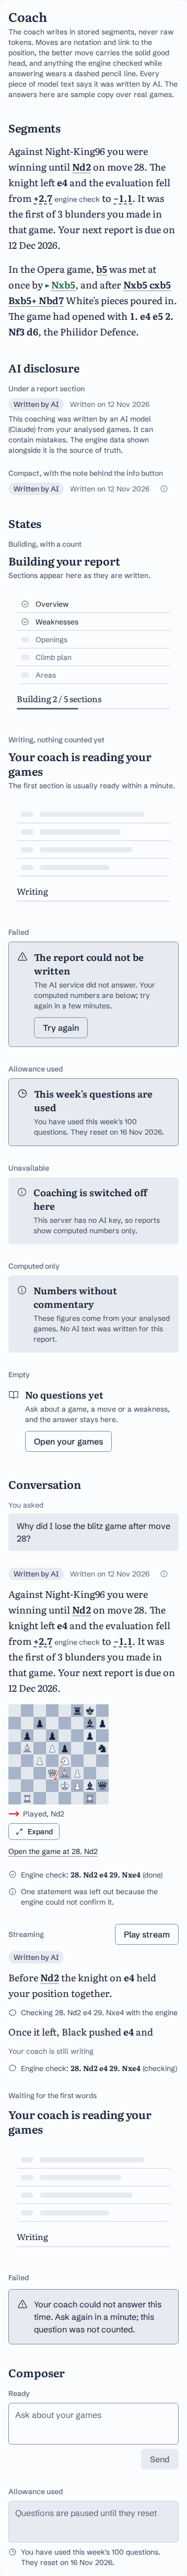 Coach
The coach writes in stored segments, never raw
tokens. Moves are notation and link to the
position, the better move carries the solid good
head, and anything the engine checked while
answering wears a dashed pencil line. Every
piece of model text says it was written by AI. The
answers here are sample copy over real games.
Segments
Against Night-King96 you were
winning until Nd2 on move 28. The
knight left e4 and the evaluation fell
from +2.7 engine check to −1.1. It was
the first of 3 blunders you made in
that game. Your next report is due on
12 Dec 2026.
In the Opera game, b5 was met at
once by ▸ Nxb5, and after Nxb5 cxb5
Bxb5+ Nbd7 White's pieces poured in.
The game had opened with 1. e4 e5 2.
Nf3 d6, the Philidor Defence.
AI disclosure
Under a report section
Written by AI Written on 12 Nov 2026
This coaching was written by an AI model
(Claude) from your analysed games. It can
contain mistakes. The engine data shown
alongside it is the source of truth.
Compact, with the note behind the info button
Written by AI Written on 12 Nov 2026
States
Building, with a count
Building your report
Sections appear here as they are written.
Overview
Weaknesses
Openings
Climb plan
Areas
Building 2 / 5 sections
Writing, nothing counted yet
Your coach is reading your
games
The first section is usually ready within a minute.
Writing
Failed
The report could not be
written
The AI service did not answer. Your
computed numbers are below; try
again in a few minutes.
Try again
Allowance used
This week's questions are
used
You have used this week's 100
questions. They reset on 16 Nov 2026.
Unavailable
Coaching is switched off
here
This server has no AI key, so reports
show computed numbers only.
Computed only
Numbers without
commentary
These figures come from your analysed
games. No AI text was written for this
report.
Empty
No questions yet
Ask about a game, a move or a weakness,
and the answer stays here.
Open your games
Conversation
You asked
Why did I lose the blitz game after move
28?
Written by AI Written on 12 Nov 2026
Against Night-King96 you were
winning until Nd2 on move 28. The
knight left e4 and the evaluation fell
from +2.7 engine check to −1.1. It was
the first of 3 blunders you made in
that game. Your next report is due on
12 Dec 2026.
Played, Nd2
Expand
Open the game at 28. Nd2
Engine check: 28. Nd2 e4 29. Nxe4 (done)
One statement was left out because the
engine could not confirm it.
Streaming
Play stream
Written by AI
Before Nd2 the knight on e4 held
your position together.
Checking 28. Nd2 e4 29. Nxe4 with the engine
Once it left, Black pushed e4 and
Your coach is still writing
Engine check: 28. Nd2 e4 29. Nxe4 (checking)
Waiting for the first words
Your coach is reading your
games
Writing
Failed
Your coach could not answer this
time. Ask again in a minute; this
question was not counted.
Composer
Ready
Ask about your games
Send
Allowance used
Questions are paused until they reset
You have used this week's 100 questions.
They reset on 16 Nov 2026.